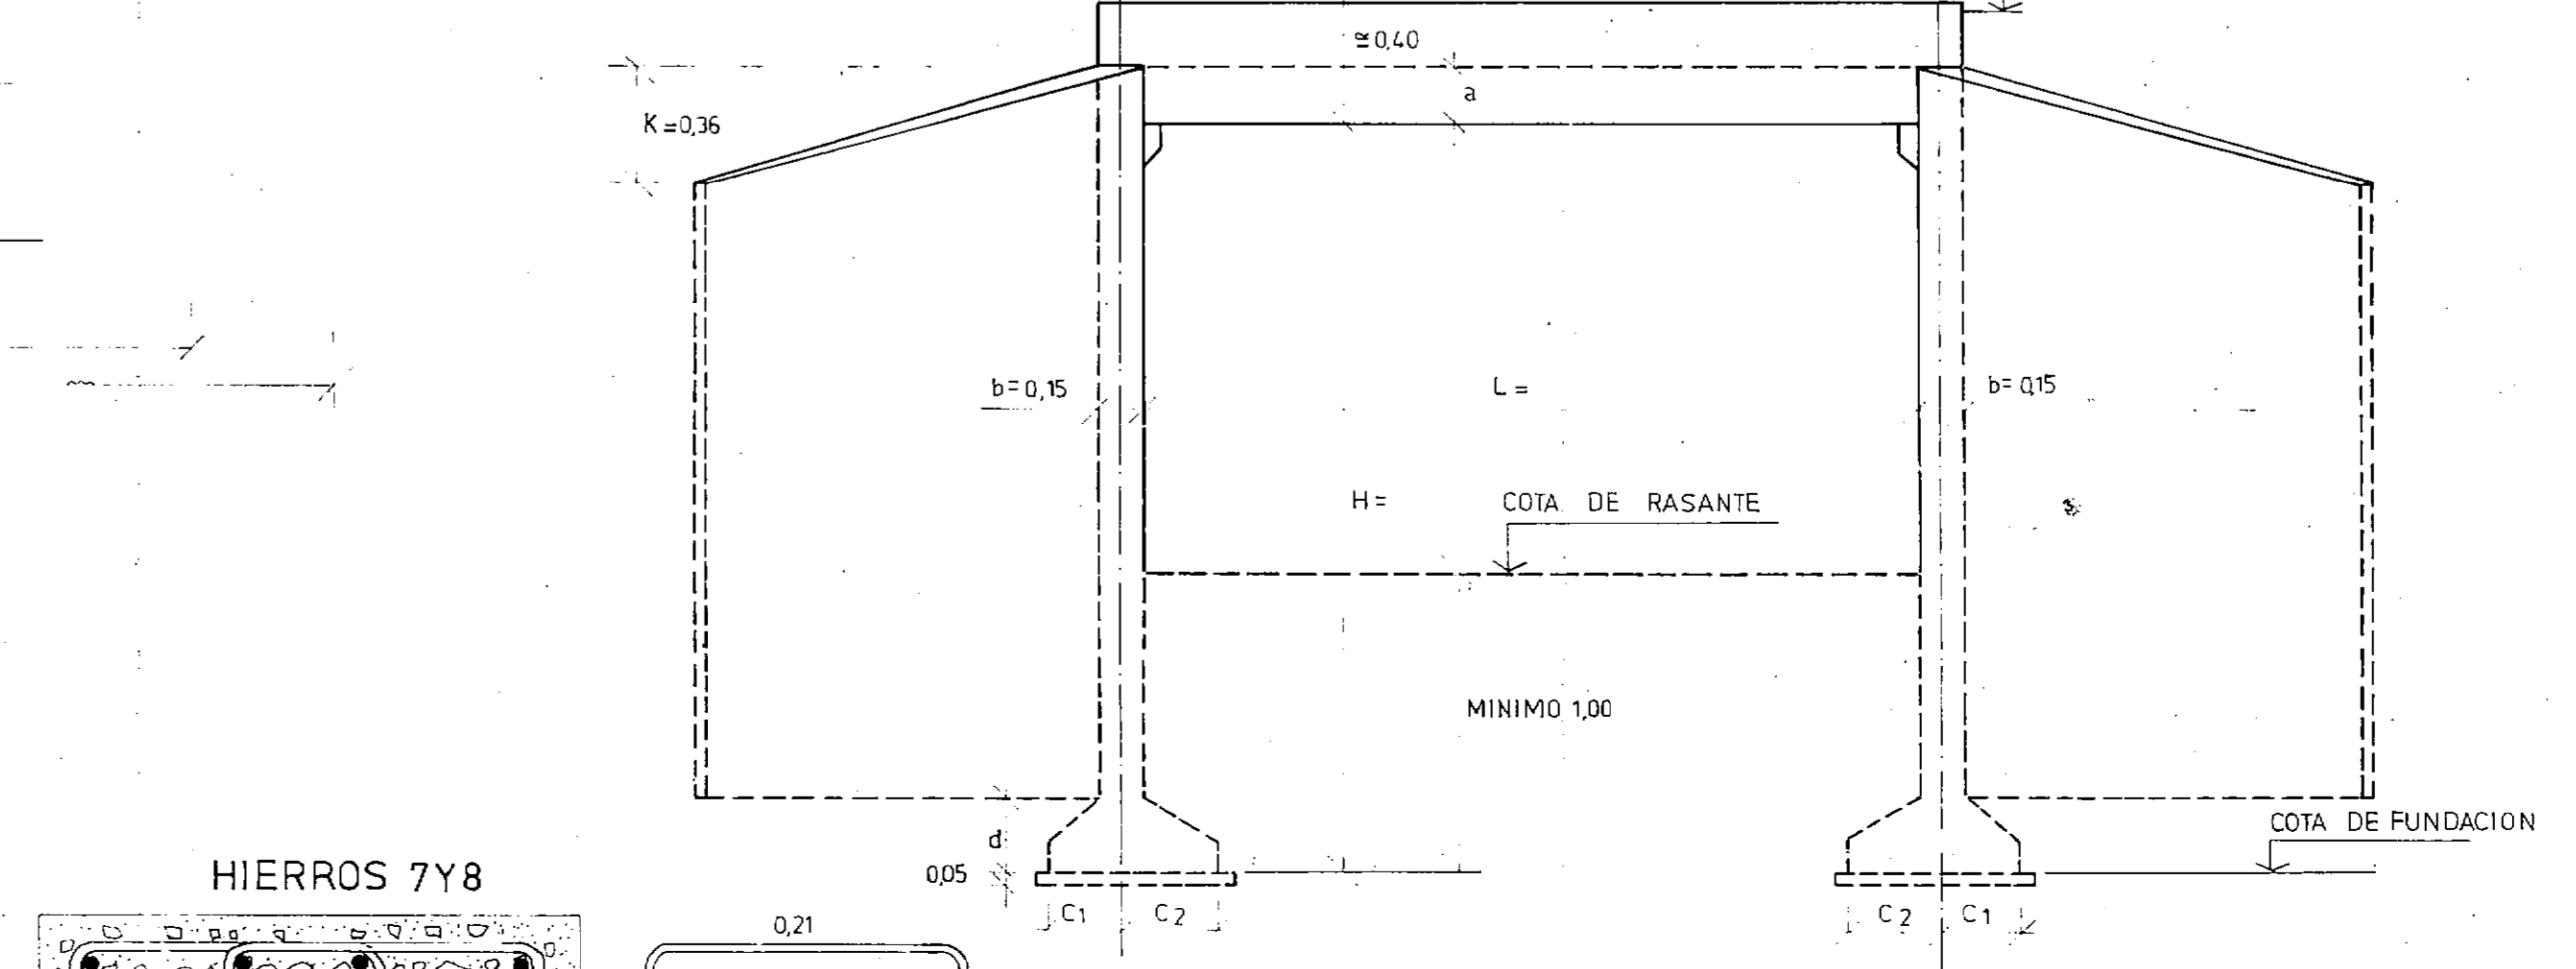 ≅0,40
a
K=0,36
b=0,15
L=
b=0,15
H=
COTA DE RASANTE
MINIMO 1,00
COTA DE FUNDACION
d
0,05
HIERROS 7Y8
C1
C2
C2
C1
0,21